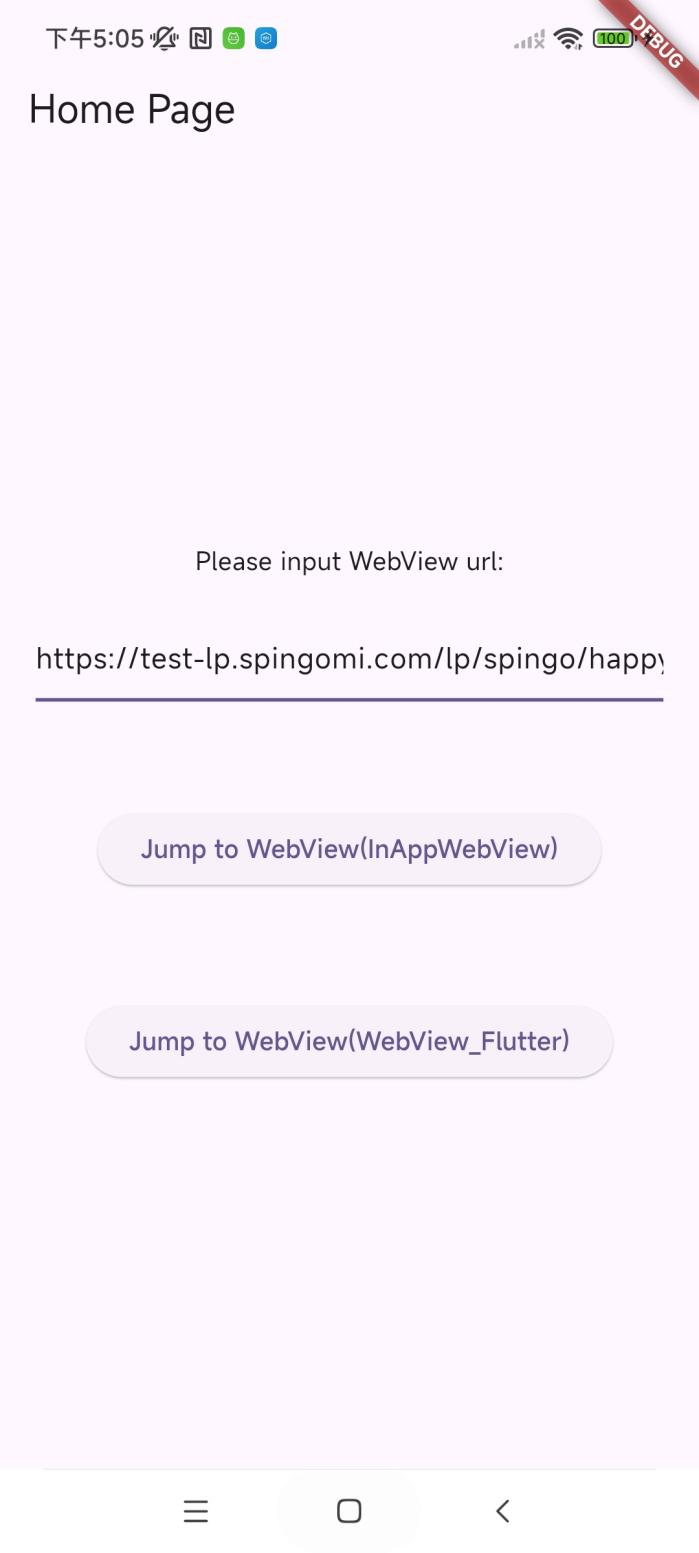 下午5:05
100
DEBUG
Home Page
Please input WebView url:
https://test-lp.spingomi.com/lp/spingo/happy
Jump to WebView(InAppWebView)
Jump to WebView(WebView_Flutter)